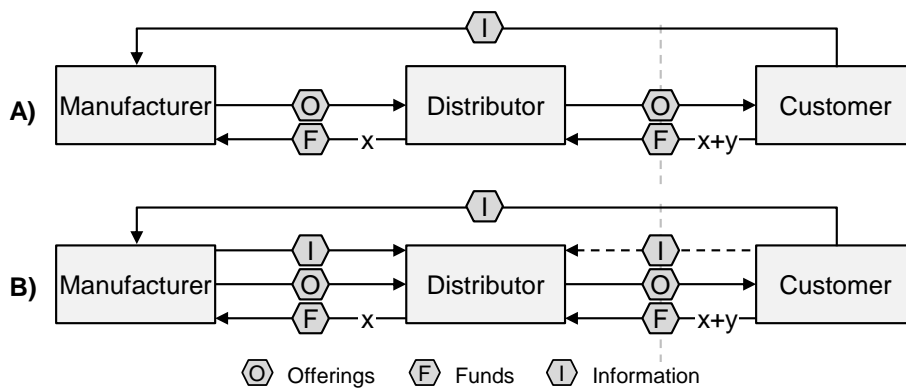 I
A) Manufacturer O Distributor O Customer
F x F x+y
I
I I
B) Manufacturer O Distributor O Customer
F x F x+y
O Offerings F Funds I Information